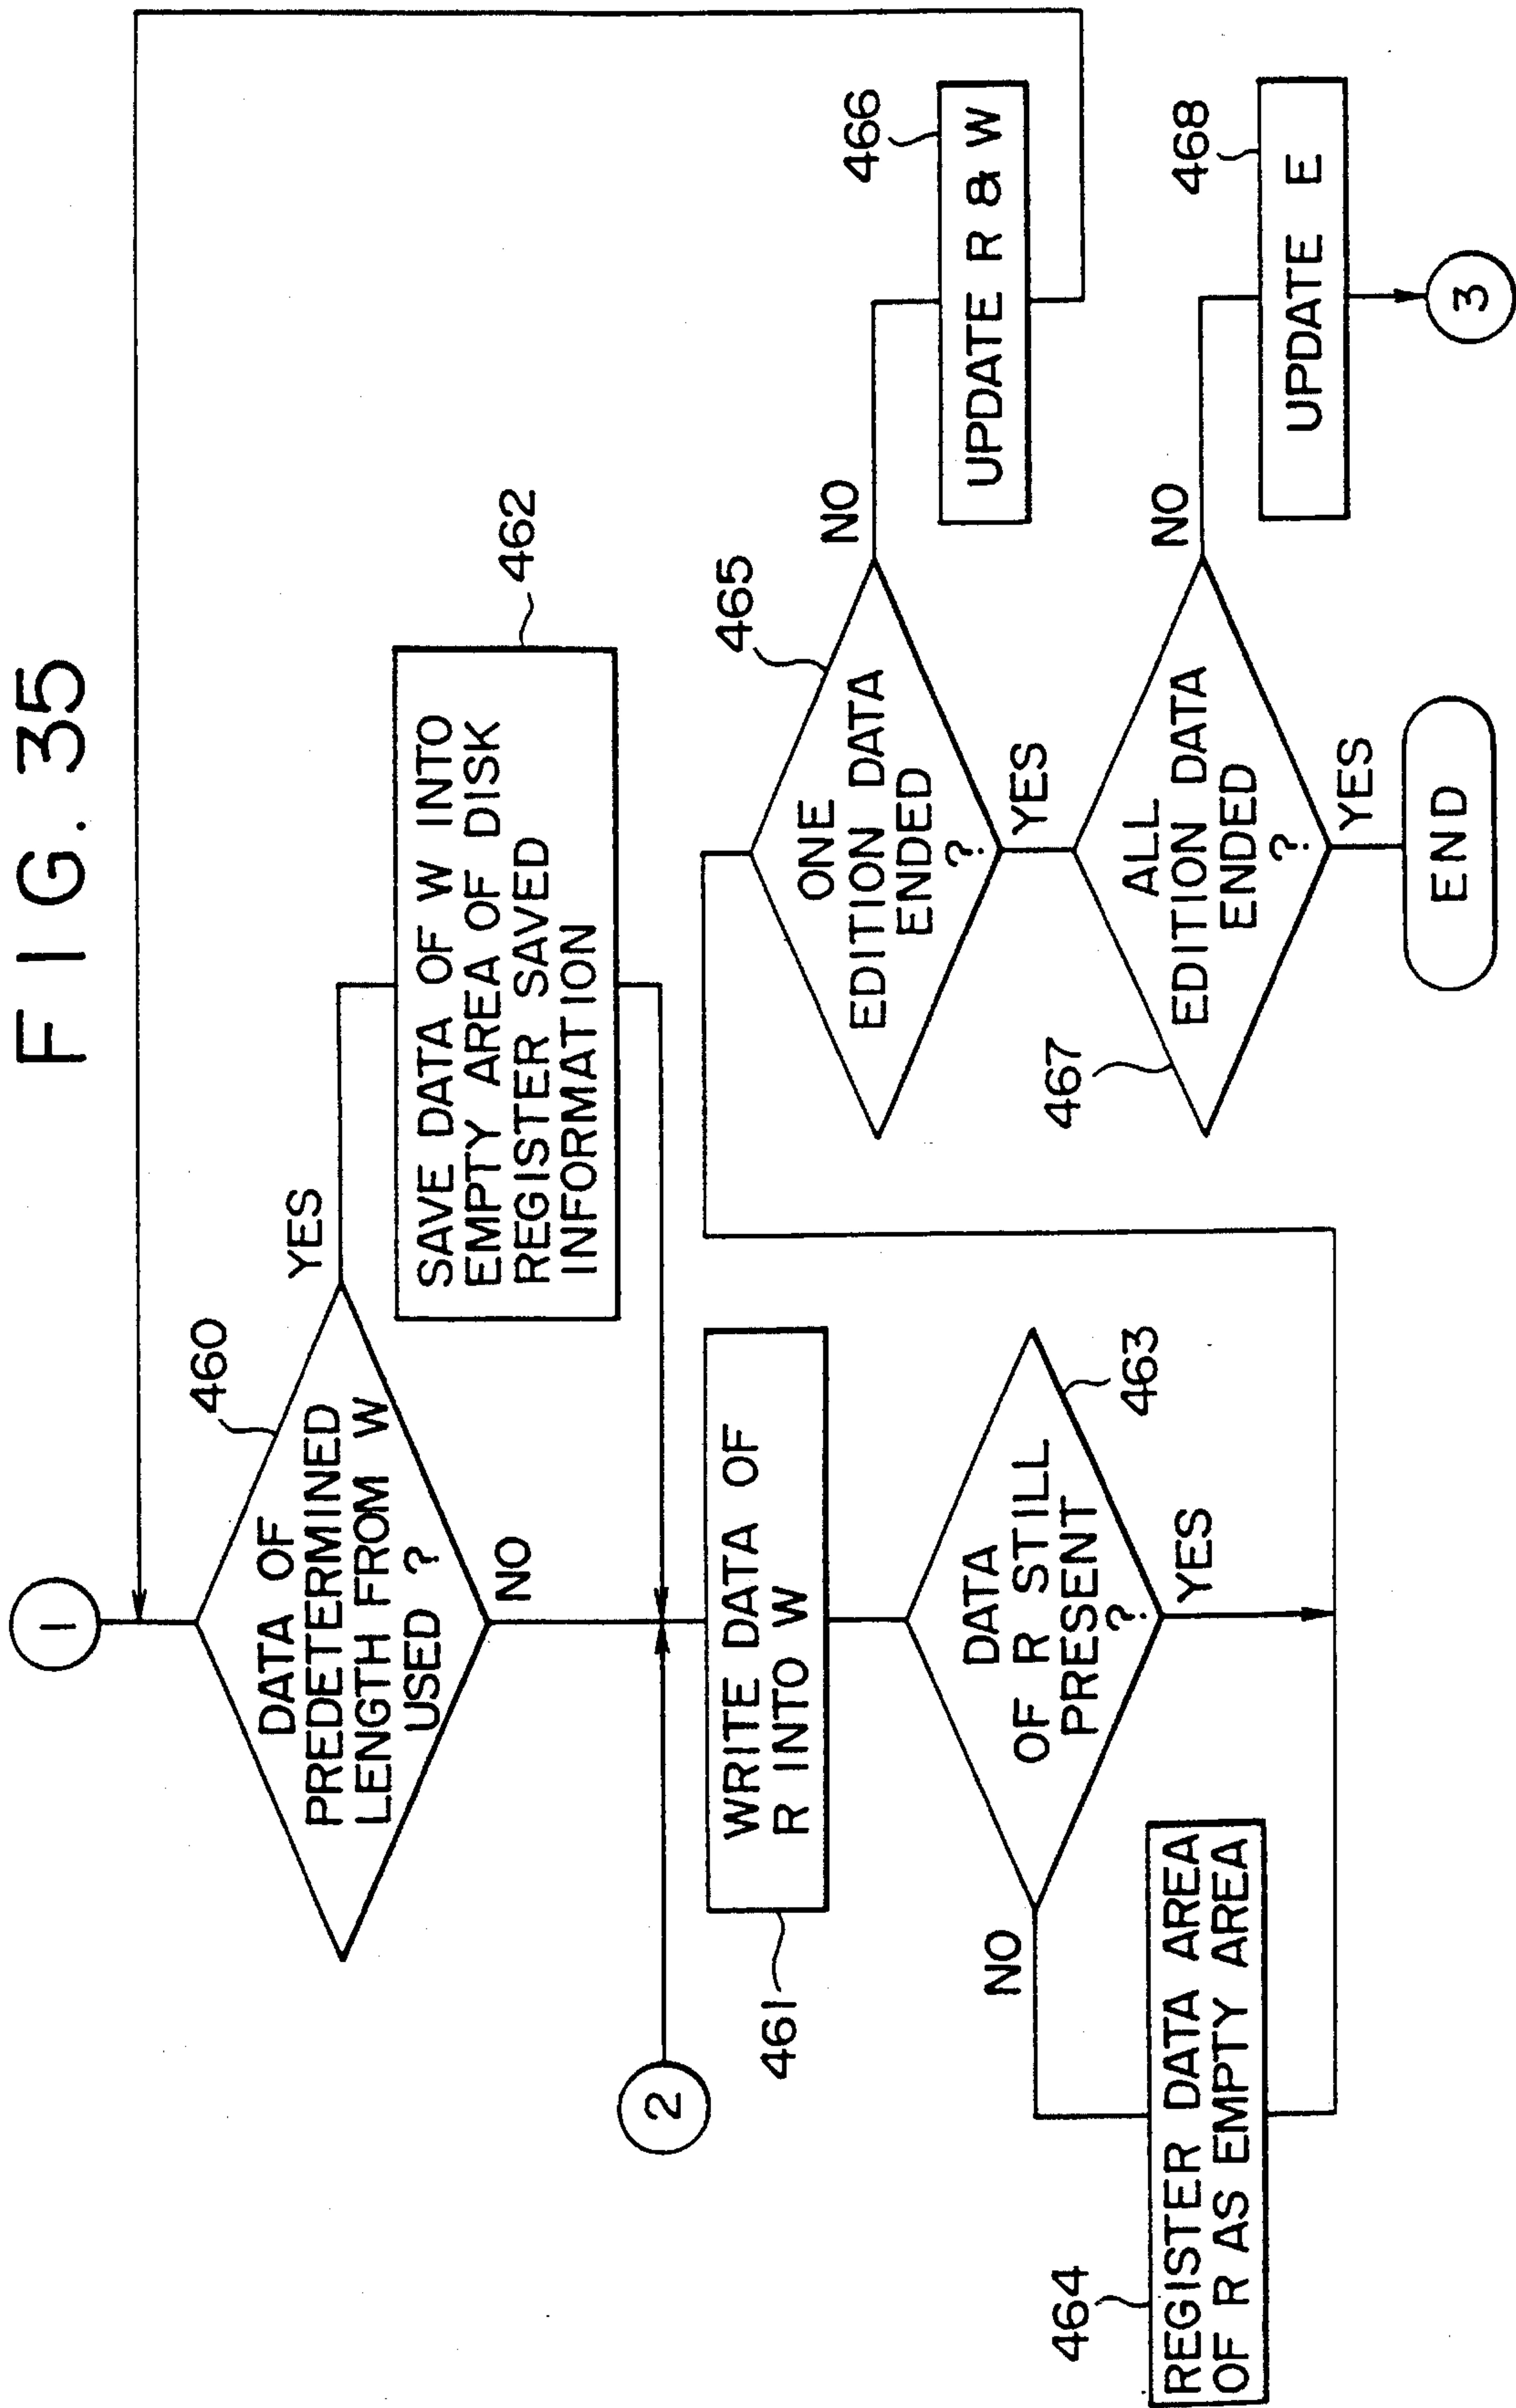 FIG. 35
1
DATA OF
PREDETERMINED
LENGTH FROM W
USED ?
460
YES
NO
SAVE DATA OF W INTO
EMPTY AREA OF DISK
REGISTER SAVED
INFORMATION
462
2
WRITE DATA OF
R INTO W
461
DATA
OF R STILL
PRESENT
?
463
NO
YES
464
REGISTER DATA AREA
OF R AS EMPTY AREA
ONE
EDITION DATA
ENDED
?
465
NO
YES
UPDATE R & W
466
ALL
EDITION DATA
ENDED
?
467
NO
YES
UPDATE E
468
3
END